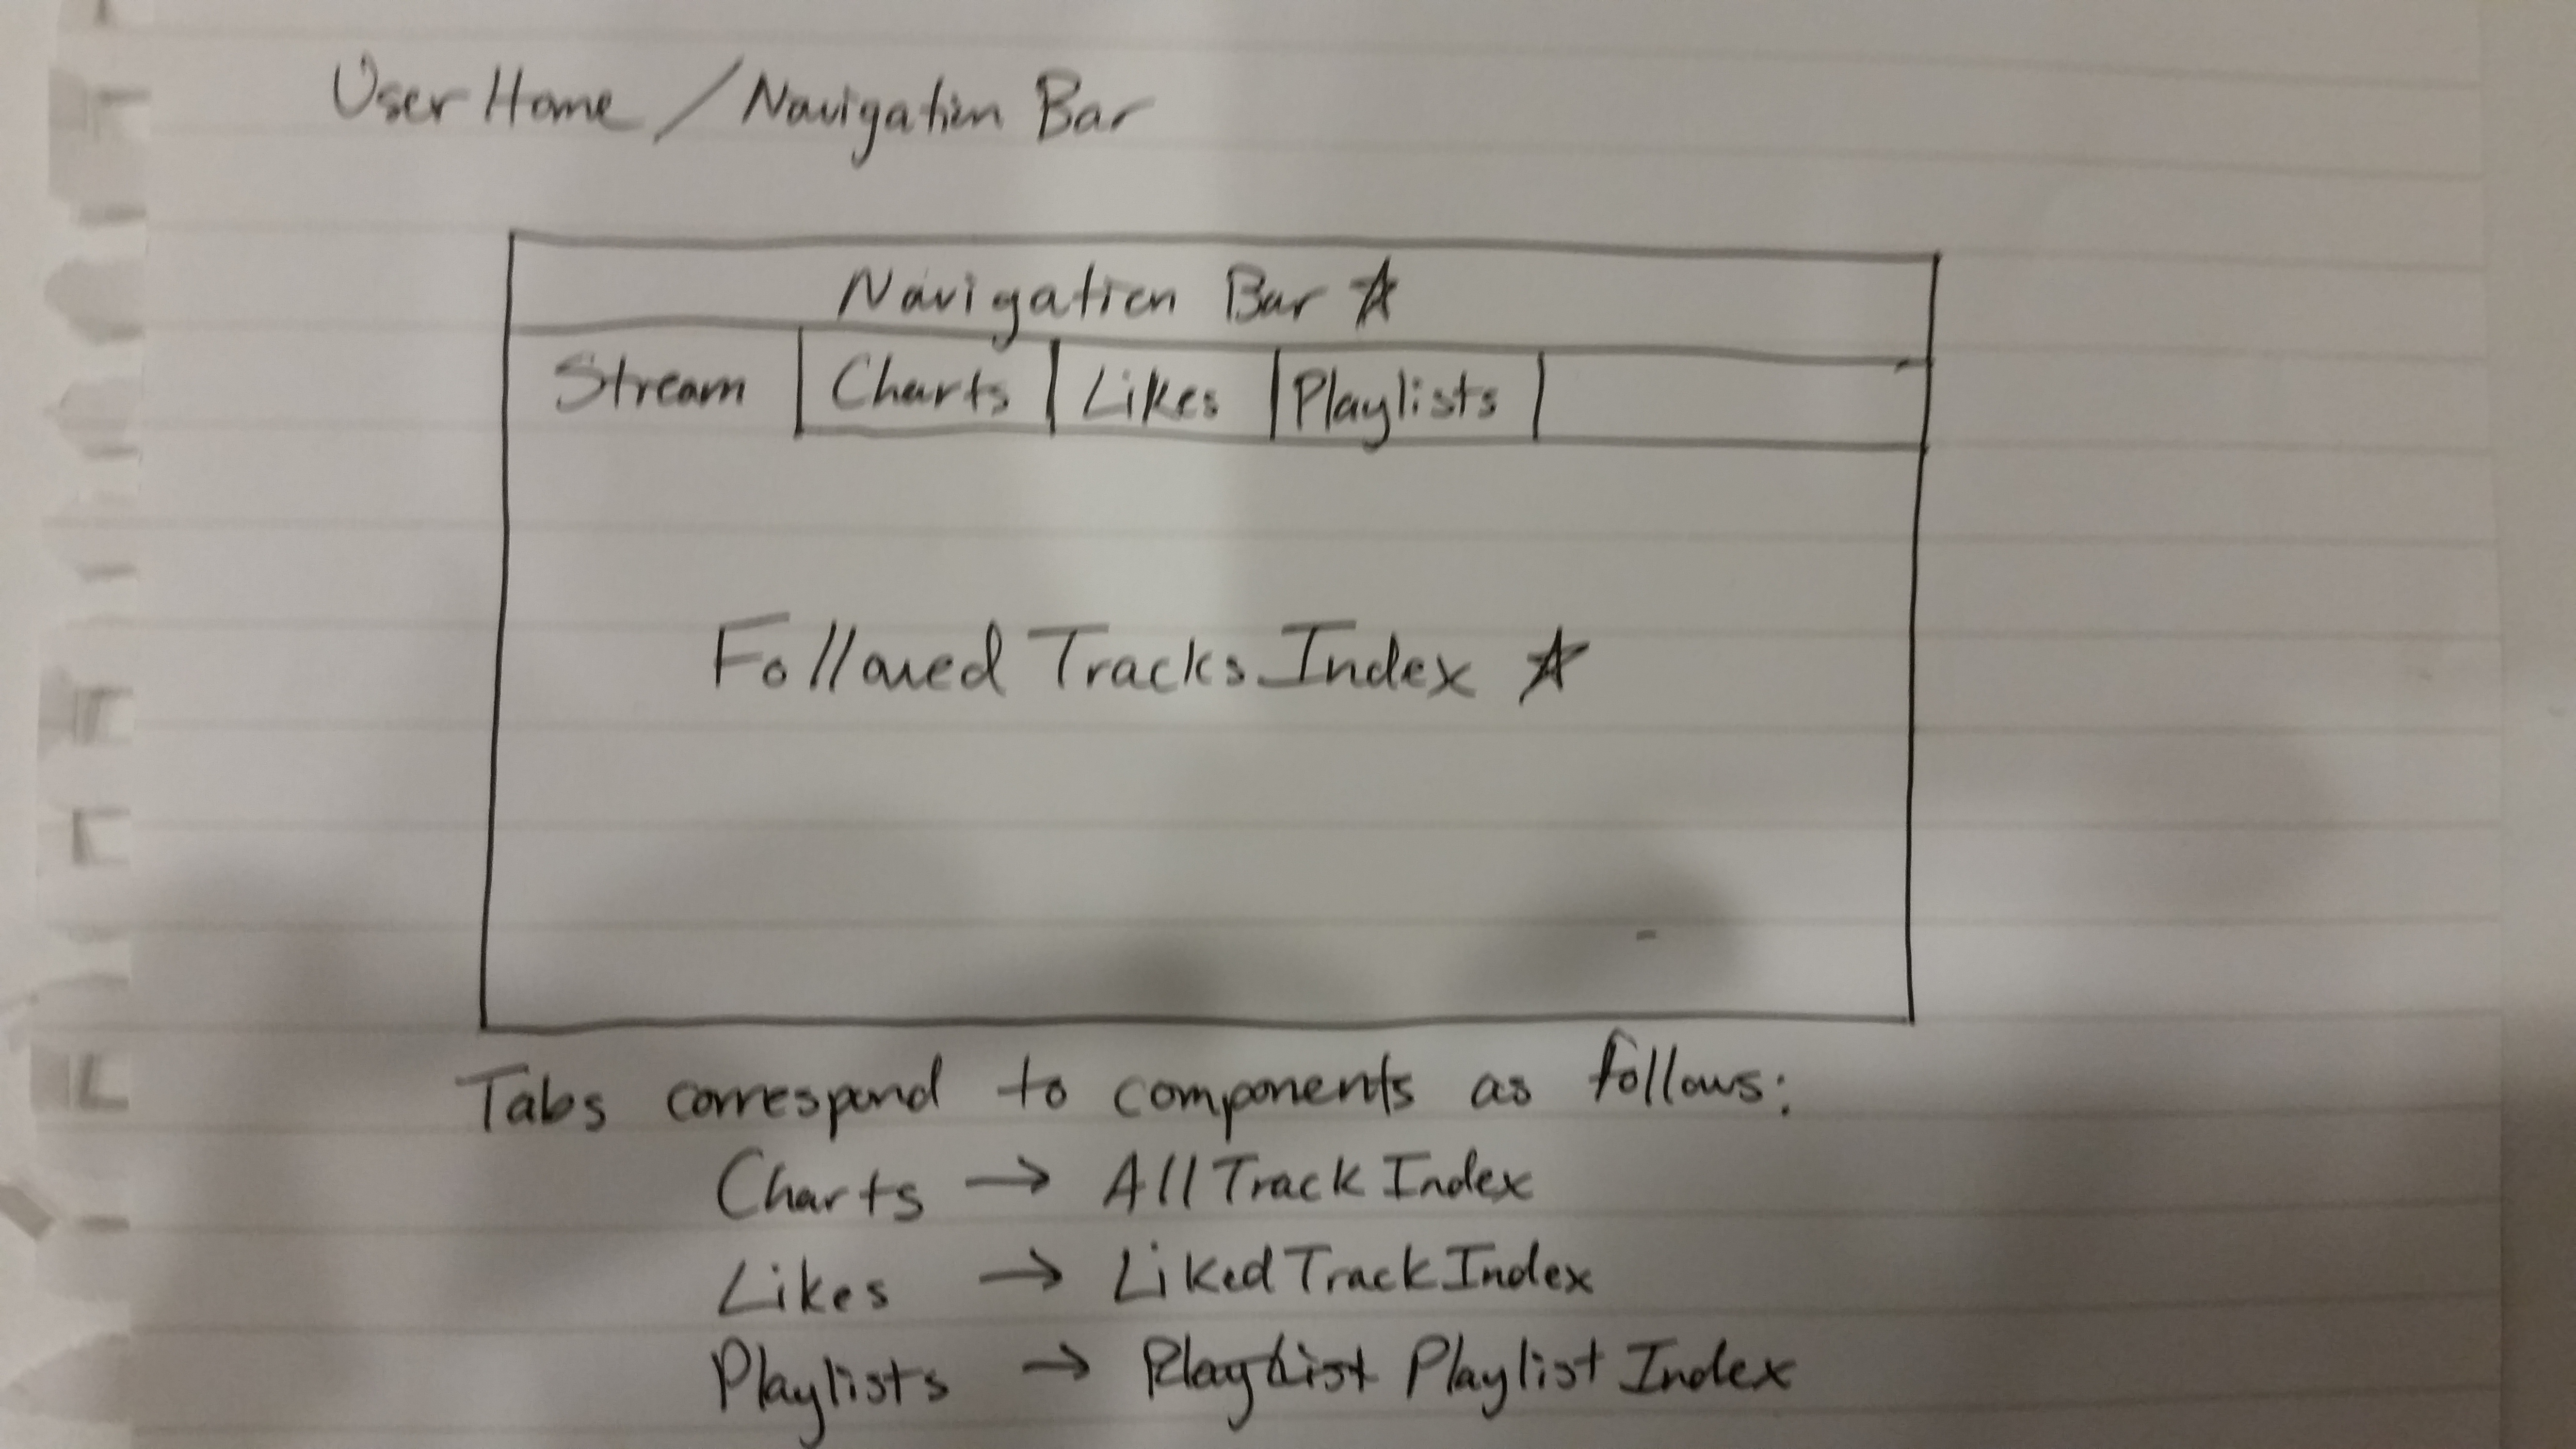 User Home / Navigation Bar
Navigation Bar ☆
Stream | Charts | Likes | Playlists |
Followed Tracks Index ☆
Tabs correspond to components as follows:
Charts → All Track Index
Likes → Liked Track Index
Playlists → PlayList Playlist Index